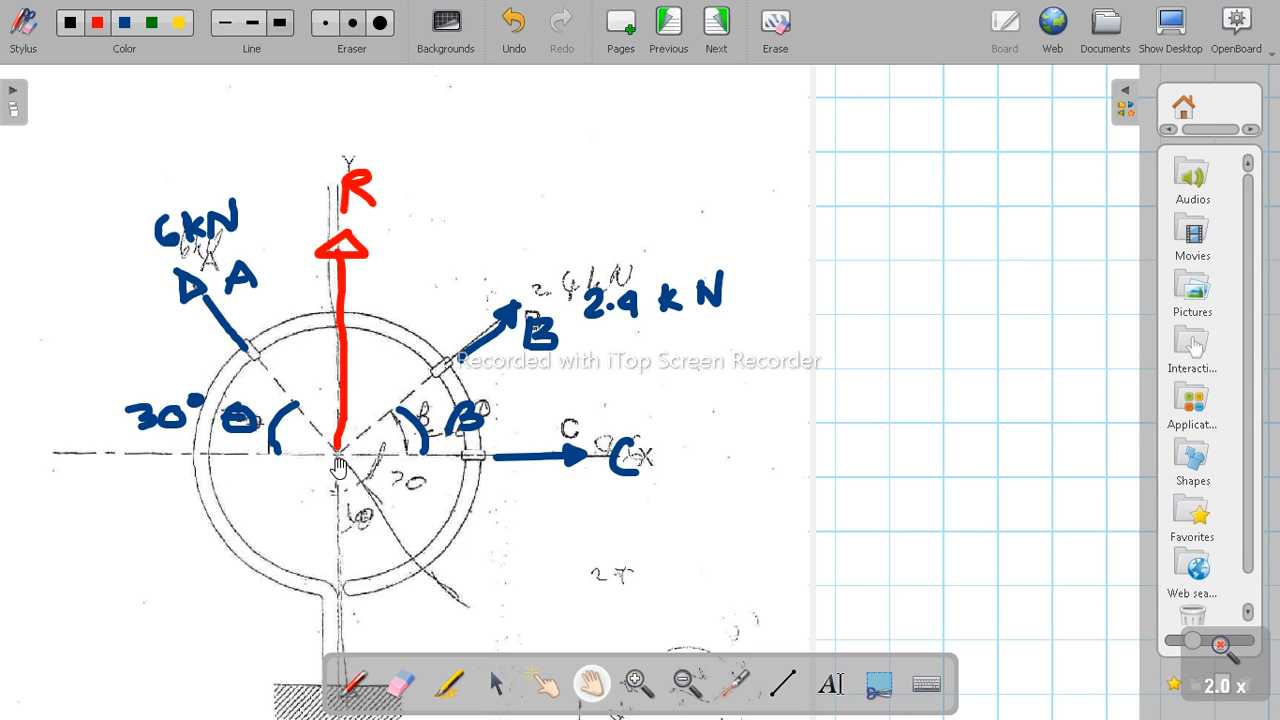 Stylus
Color
Line
Eraser
Backgrounds
Undo
Redo
Pages
Previous
Next
Erase
Board
Web
Documents
Show Desktop
OpenBoard
Y
R
6kN
A
A
2.4 kN
B
Recorded with iTop Screen Recorder
30° θ
β
C
C
X
30
60
Audios
Movies
Pictures
Interacti...
Applicat...
Shapes
Favorites
Web sea...
2.0 x